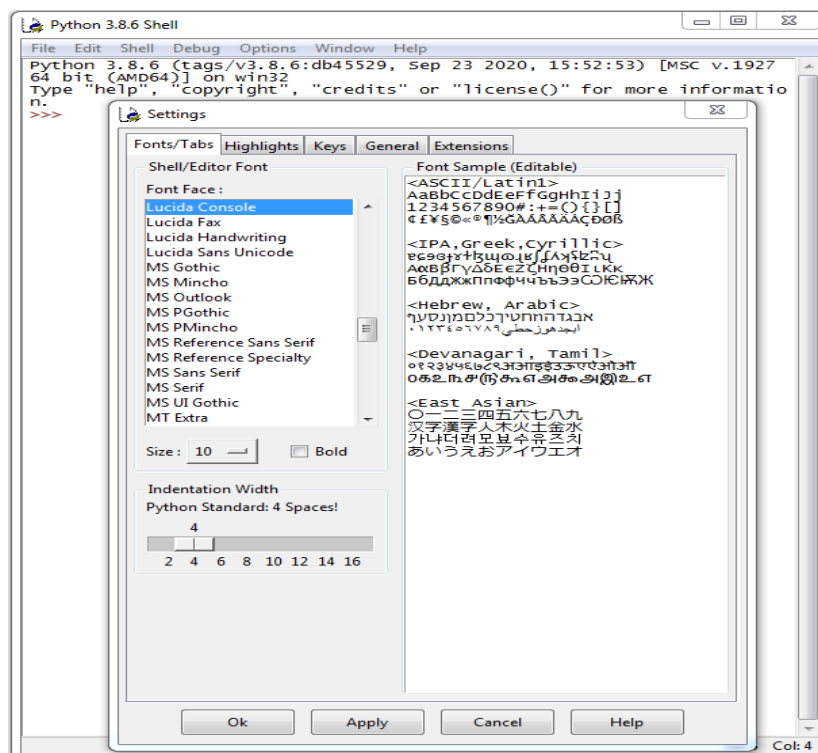 Python 3.8.6 Shell
File Edit Shell Debug Options Window Help
Python 3.8.6 (tags/v3.8.6:db45529, Sep 23 2020, 15:52:53) [MSC v.1927
64 bit (AMD64)] on win32
Type "help", "copyright", "credits" or "license()" for more informatio
n.
>>>
Settings
Fonts/Tabs Highlights Keys General Extensions
Shell/Editor Font
Font Face :
Lucida Console
Lucida Fax
Lucida Handwriting
Lucida Sans Unicode
MS Gothic
MS Mincho
MS Outlook
MS PGothic
MS PMincho
MS Reference Sans Serif
MS Reference Specialty
MS Sans Serif
MS Serif
MS UI Gothic
MT Extra
Size : 10 Bold
Indentation Width
Python Standard: 4 Spaces!
4
2 4 6 8 10 12 14 16
Font Sample (Editable)
<ASCII/Latin1>
AaBbCcDdEeFfGgHhIiJj
1234567890#:+=(){}[]
¢£¥§©«®¶½ĞÀÁÂÃÄÅÇÐØß
<IPA,Greek,Cyrillic>
ΑαΒβΓγΔδΕεΖζΗηΘθΙιΚκ
БбДдЖжПпФфЧчЪъЭэѠѤѬӜ
<Hebrew, Arabic>
אבגדהוזחטיךכלםמןנסעף
ابجدهوزحطي٠١٢٣٤٥٦٧٨٩
<Devanagari, Tamil>
०१२३४५६७८९अआइईउऊएऐओऔ
௦௧௨௩௪௫௬௭௮௯அஇஉஎ
<East Asian>
〇一二三四五六七八九
汉字漢字人木火土金水
가냐더려모뵤수유즈치
あいうえおアイウエオ
Ok Apply Cancel Help
Col: 4